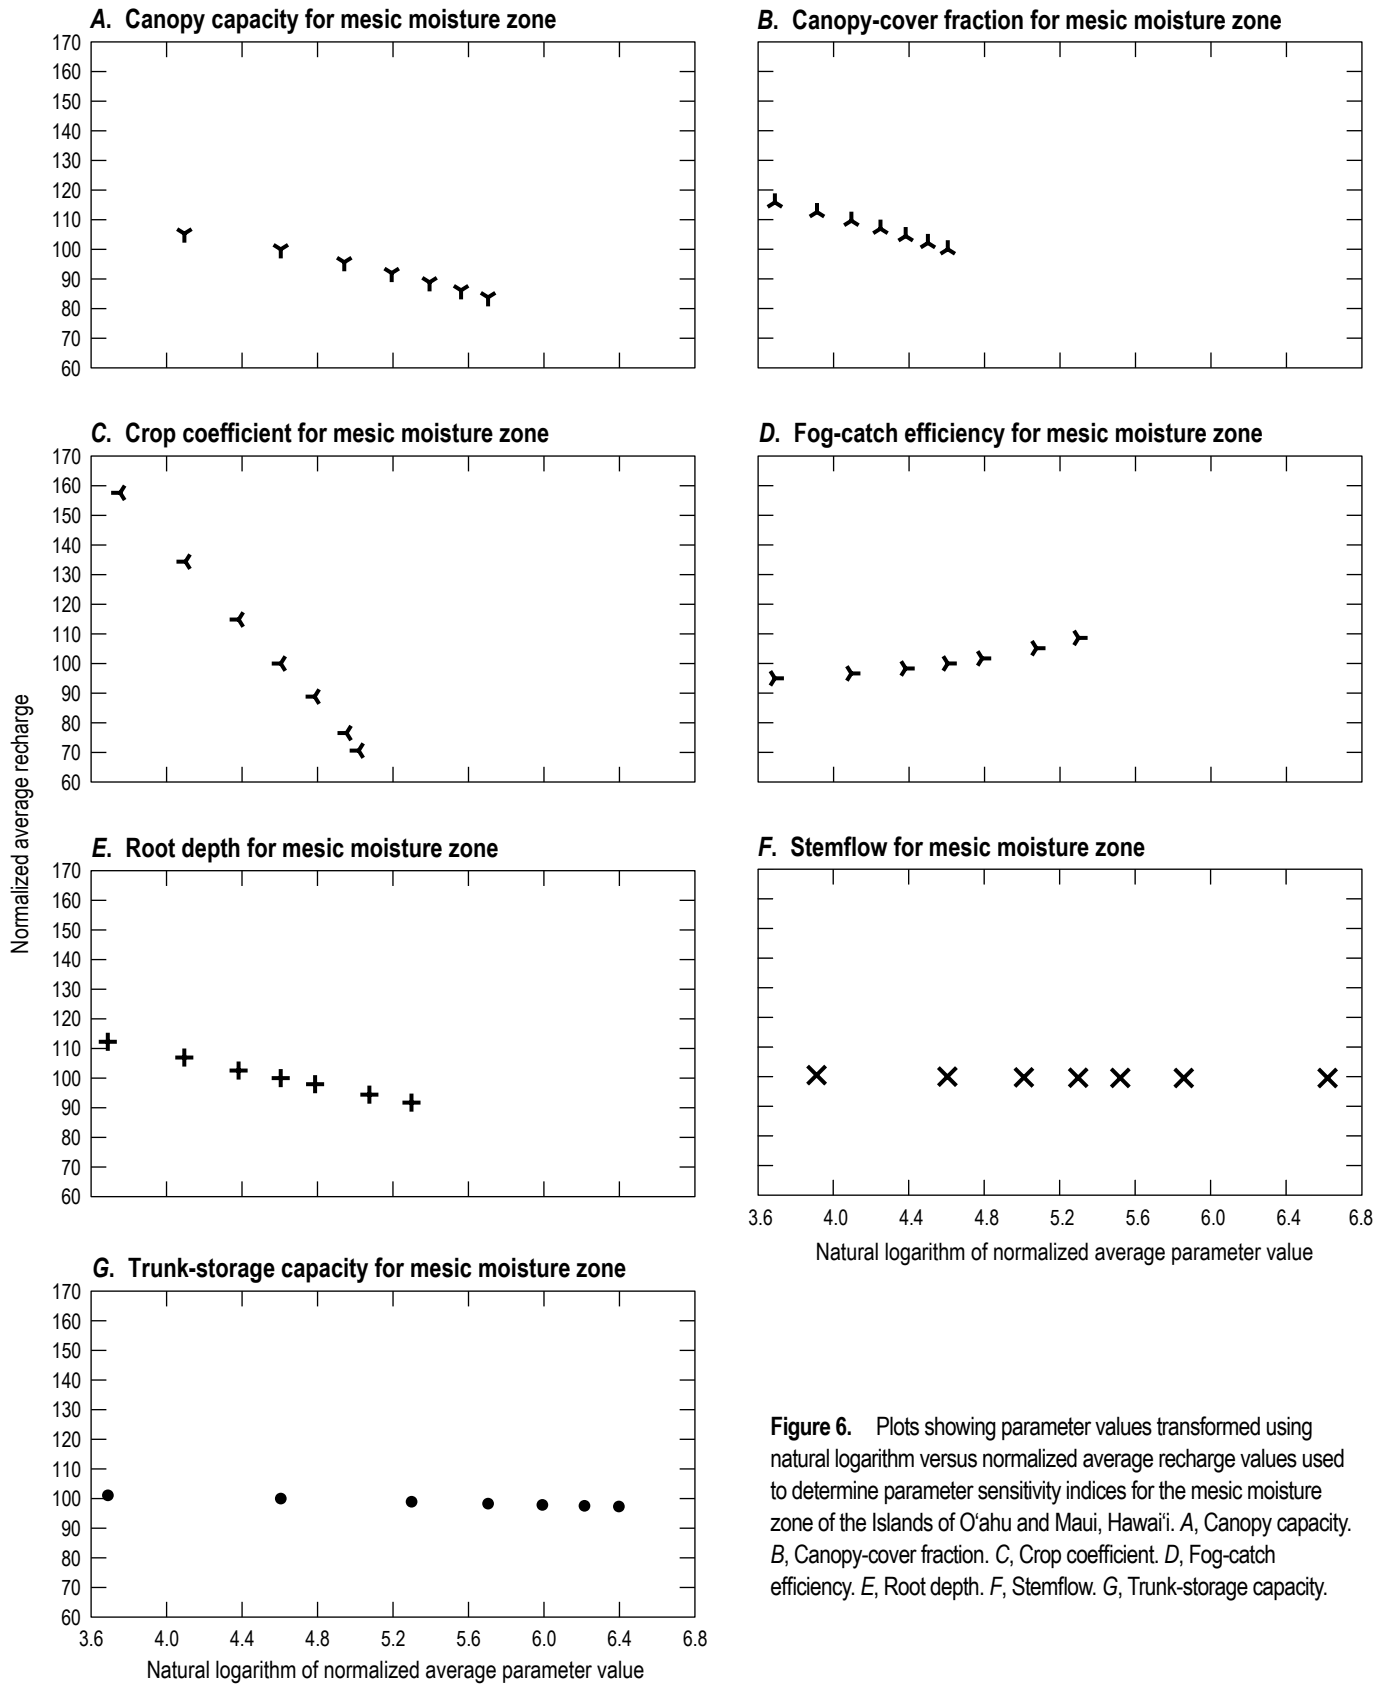 A. Canopy capacity for mesic moisture zone
170
160
150
140
130
120
110
100
90
80
70
60
B. Canopy-cover fraction for mesic moisture zone
C. Crop coefficient for mesic moisture zone
170
160
150
140
130
120
110
100
90
80
70
60
D. Fog-catch efficiency for mesic moisture zone
Normalized average recharge
E. Root depth for mesic moisture zone
170
160
150
140
130
120
110
100
90
80
70
60
F. Stemflow for mesic moisture zone
3.6 4.0 4.4 4.8 5.2 5.6 6.0 6.4 6.8
Natural logarithm of normalized average parameter value
G. Trunk-storage capacity for mesic moisture zone
170
160
150
140
130
120
110
100
90
80
70
60
3.6 4.0 4.4 4.8 5.2 5.6 6.0 6.4 6.8
Natural logarithm of normalized average parameter value
Figure 6. Plots showing parameter values transformed using
natural logarithm versus normalized average recharge values used
to determine parameter sensitivity indices for the mesic moisture
zone of the Islands of Oʻahu and Maui, Hawaiʻi. A, Canopy capacity.
B, Canopy-cover fraction. C, Crop coefficient. D, Fog-catch
efficiency. E, Root depth. F, Stemflow. G, Trunk-storage capacity.